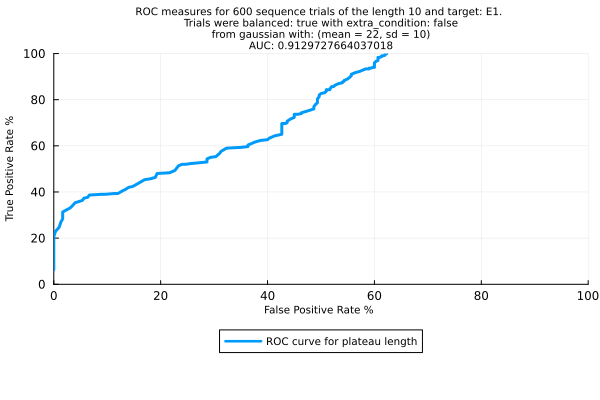 ROC measures for 600 sequence trials of the length 10 and target: E1.
Trials were balanced: true with extra_condition: false
from gaussian with: (mean = 22, sd = 10)
AUC: 0.9129727664037018
100
80
60
40
20
0
True Positive Rate %
0 20 40 60 80 100
False Positive Rate %
ROC curve for plateau length